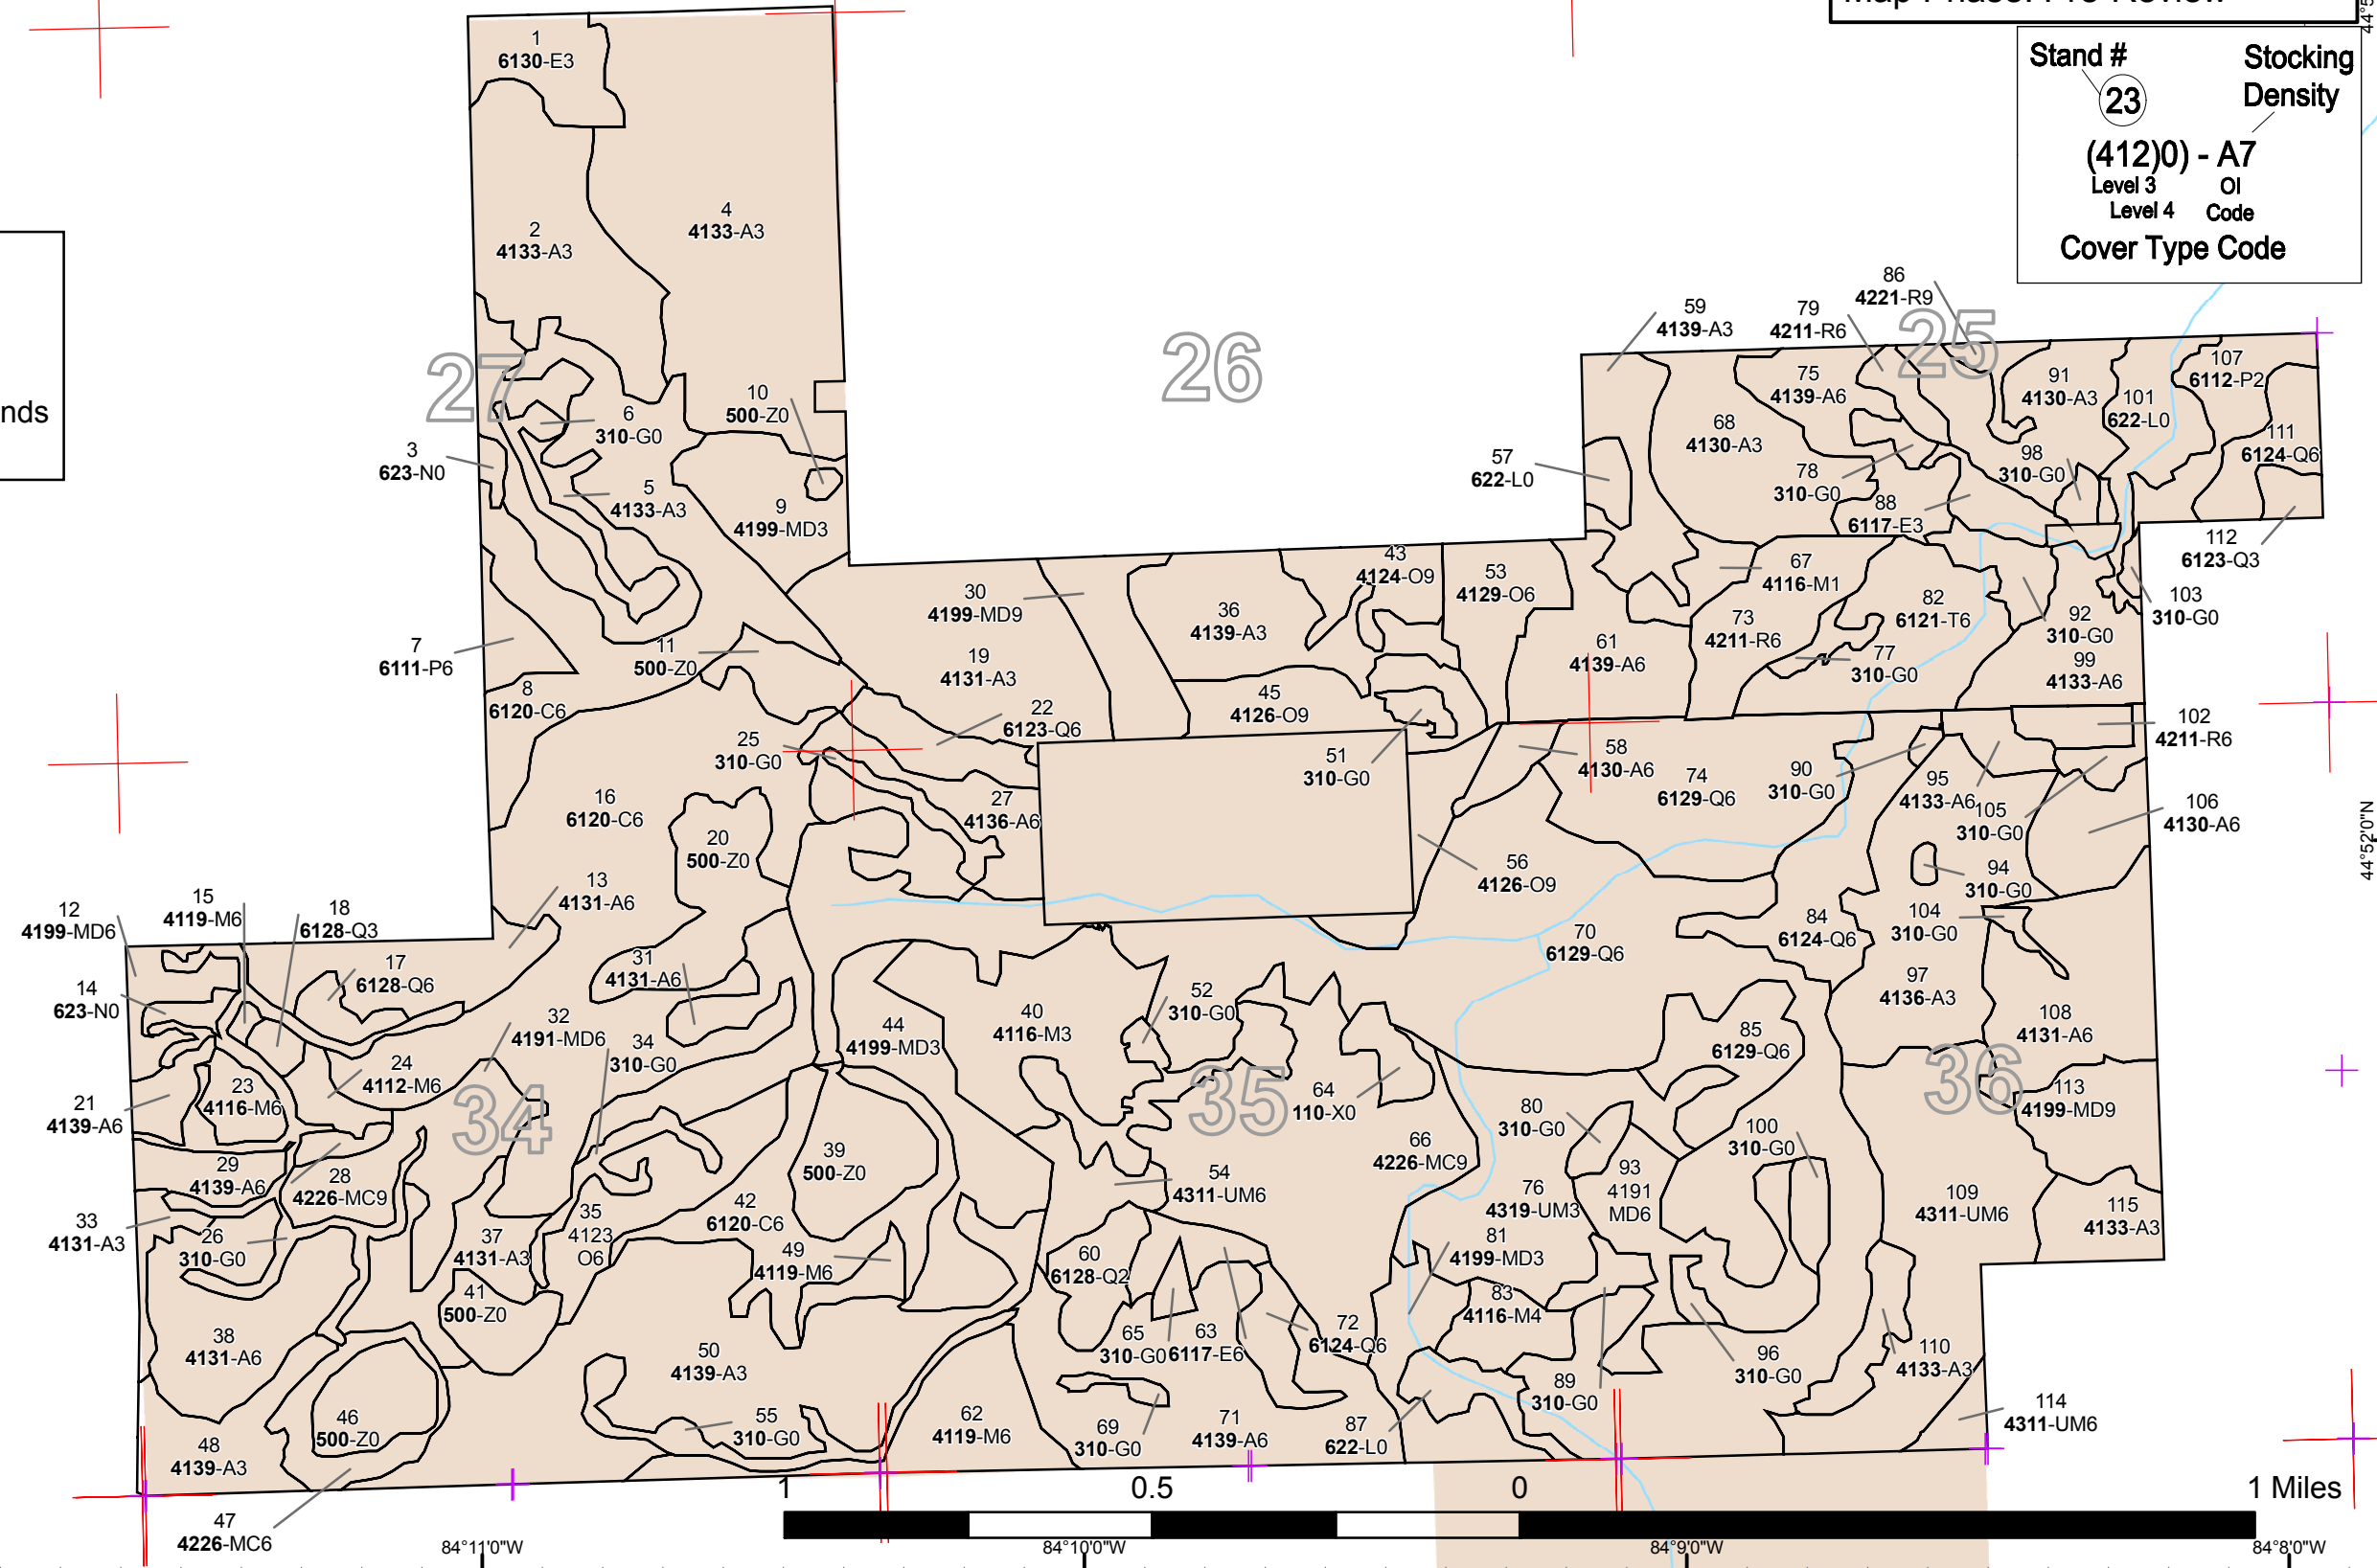 Stand #
23
Stocking
Density
(412)0) - A7
Level 3
OI
Level 4
Code
Cover Type Code
nds
44°52'0"N
25
26
27
34
35
36
1
6130-E3
2
4133-A3
4
4133-A3
10
500-Z0
6
310-G0
3
623-N0
5
4133-A3
9
4199-MD3
7
6111-P6
11
500-Z0
8
6120-C6
30
4199-MD9
19
4131-A3
22
6123-Q6
25
310-G0
16
6120-C6
27
4136-A6
20
500-Z0
13
4131-A6
36
4139-A3
43
4124-O9
53
4129-O6
45
4126-O9
51
310-G0
59
4139-A3
79
4211-R6
86
4221-R9
75
4139-A6
68
4130-A3
57
622-L0
78
310-G0
88
6117-E3
91
4130-A3
101
622-L0
107
6112-P2
111
6124-Q6
98
310-G0
112
6123-Q3
67
4116-M1
82
6121-T6
73
4211-R6
61
4139-A6
77
310-G0
92
310-G0
103
310-G0
99
4133-A6
102
4211-R6
58
4130-A6
74
6129-Q6
90
310-G0
95
4133-A6
105
310-G0
106
4130-A6
94
310-G0
56
4126-O9
70
6129-Q6
84
6124-Q6
104
310-G0
97
4136-A3
108
4131-A6
12
4199-MD6
15
4119-M6
18
6128-Q3
17
6128-Q6
14
623-N0
31
4131-A6
32
4191-MD6
34
310-G0
44
4199-MD3
40
4116-M3
52
310-G0
85
6129-Q6
24
4112-M6
23
4116-M6
21
4139-A6
64
110-X0
80
310-G0
100
310-G0
113
4199-MD9
66
4226-MC9
29
4139-A6
28
4226-MC9
39
500-Z0
54
4311-UM6
76
4319-UM3
93
4191
MD6
109
4311-UM6
115
4133-A3
33
4131-A3
26
310-G0
37
4131-A3
35
4123
O6
42
6120-C6
49
4119-M6
60
6128-Q2
81
4199-MD3
41
500-Z0
83
4116-M4
38
4131-A6
50
4139-A3
65
310-G0
63
6117-E6
72
6124-Q6
96
310-G0
110
4133-A3
89
310-G0
114
4311-UM6
46
500-Z0
55
310-G0
62
4119-M6
69
310-G0
71
4139-A6
87
622-L0
48
4139-A3
47
4226-MC6
1
0.5
0
1 Miles
84°11'0"W
84°10'0"W
84°9'0"W
84°8'0"W